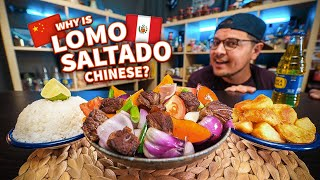 WHY IS
LOMO
SALTADO
CHINESE?